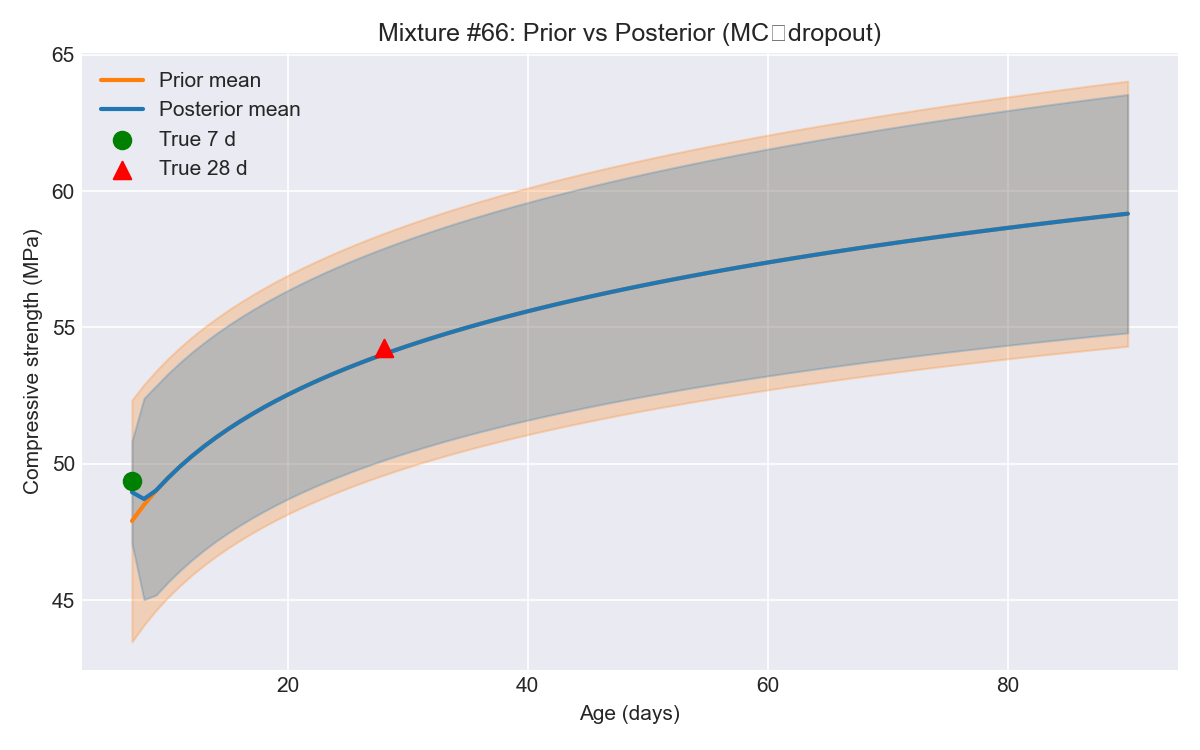 Mixture #66: Prior vs Posterior (MC□dropout)
Prior mean
Posterior mean
True 7 d
True 28 d
65
60
55
50
45
Compressive strength (MPa)
20
40
60
80
Age (days)